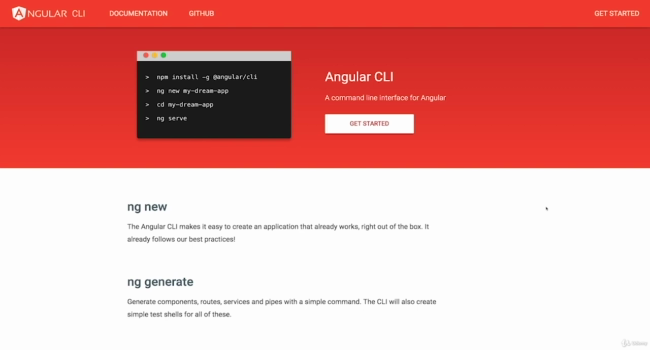 NGULAR CLI
DOCUMENTATION
GITHUB
GET STARTED
> npm install -g @angular/cli
> ng new my-dream-app
> cd my-dream-app
> ng serve
Angular CLI
A command line interface for Angular
GET STARTED
ng new
The Angular CLI makes it easy to create an application that already works, right out of the box. It
already follows our best practices!
ng generate
Generate components, routes, services and pipes with a simple command. The CLI will also create
simple test shells for all of these.